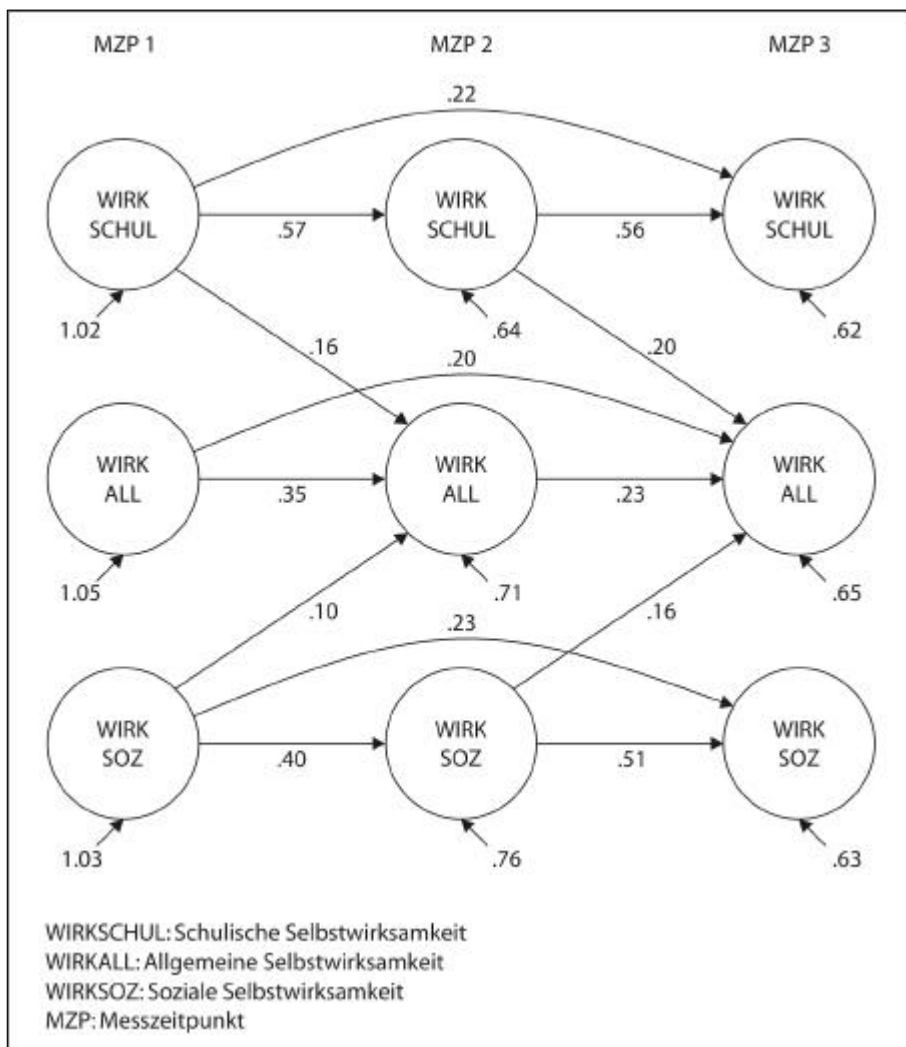 MZP 1 MZP 2 MZP 3
.22
WIRK WIRK WIRK
SCHUL SCHUL SCHUL
.57 .56
1.02 .64 .62
.16 .20
.20
WIRK WIRK WIRK
ALL ALL ALL
.35 .23
1.05 .71 .65
.10 .16
.23
WIRK WIRK WIRK
SOZ SOZ SOZ
.40 .51
1.03 .76 .63
WIRKSCHUL: Schulische Selbstwirksamkeit
WIRKALL: Allgemeine Selbstwirksamkeit
WIRKSOZ: Soziale Selbstwirksamkeit
MZP: Messzeitpunkt